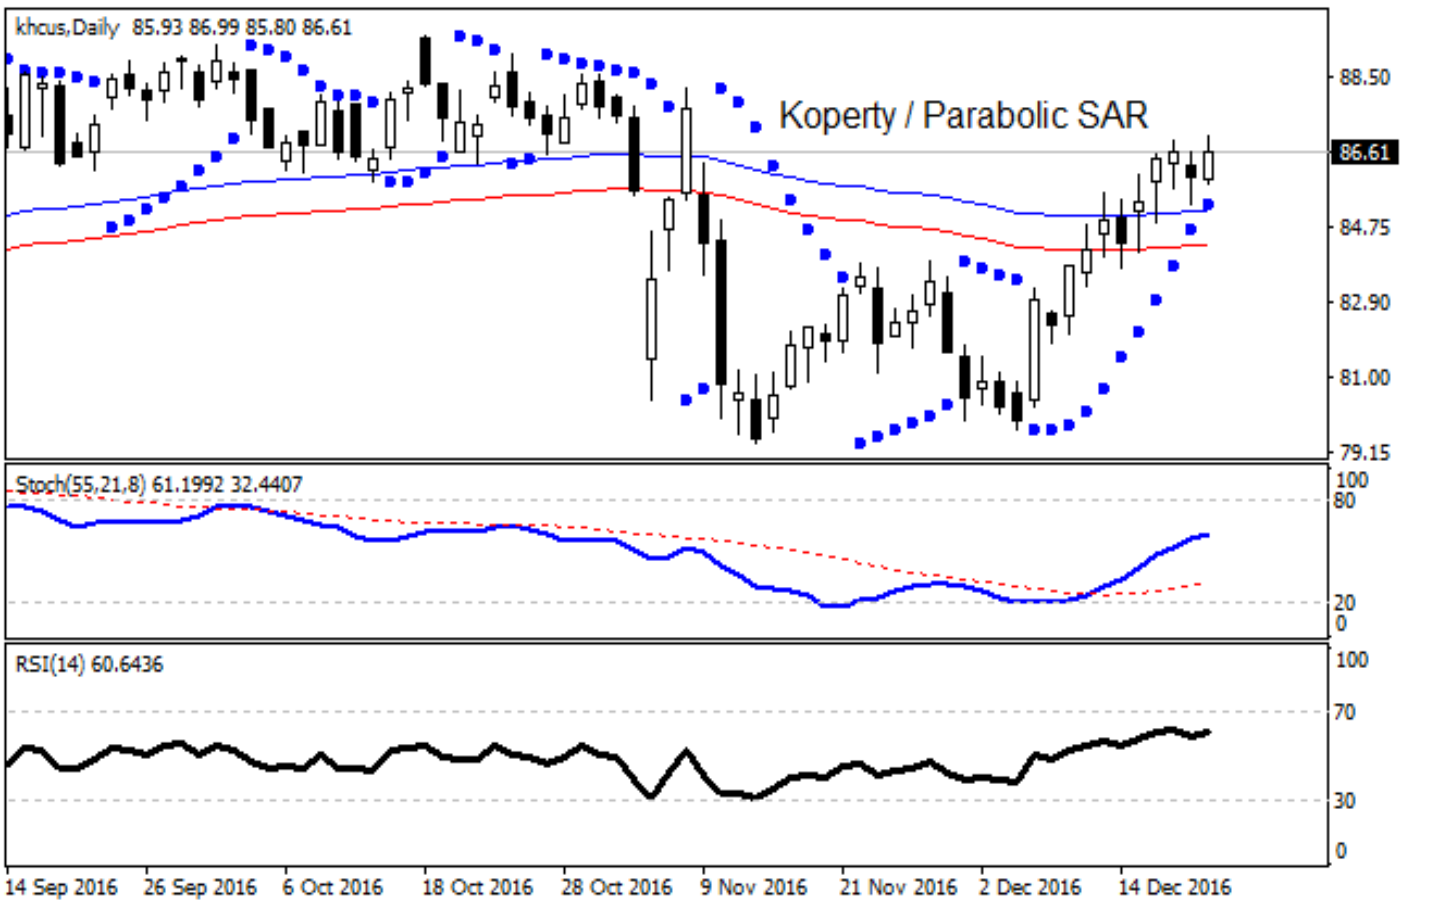 khcus,Daily 85.93 86.99 85.80 86.61
Koperty / Parabolic SAR
88.50
86.61
84.75
82.90
81.00
79.15
Stoch(55,21,8) 61.1992 32.4407
100
80
20
0
RSI(14) 60.6436
100
70
30
0
14 Sep 2016 26 Sep 2016 6 Oct 2016 18 Oct 2016 28 Oct 2016 9 Nov 2016 21 Nov 2016 2 Dec 2016 14 Dec 2016